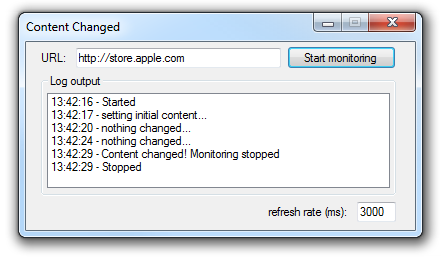 Content Changed
URL: http://store.apple.com Start monitoring
Log output
13:42:16 - Started
13:42:17 - setting initial content...
13:42:20 - nothing changed...
13:42:24 - nothing changed...
13:42:29 - Content changed! Monitoring stopped
13:42:29 - Stopped
refresh rate (ms): 3000